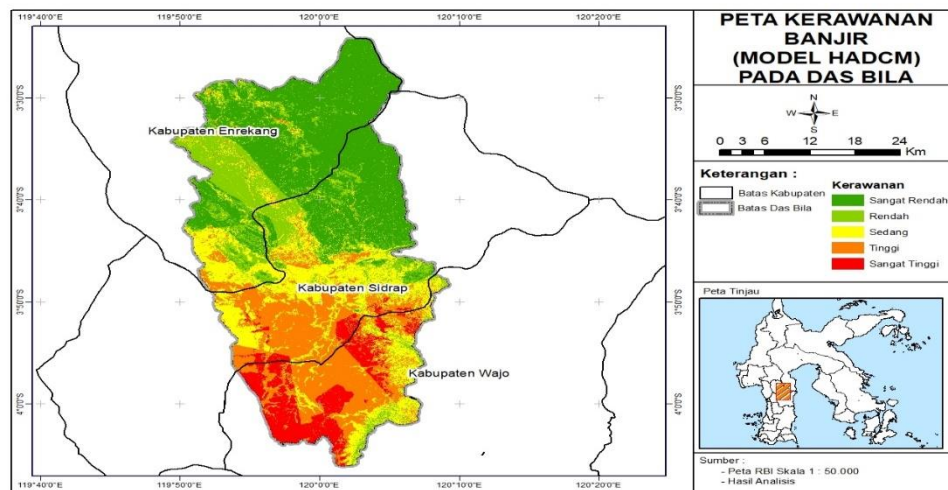 119°40'0"E
119°50'0"E
120°0'0"E
120°10'0"E
120°20'0"E
3°30'0"S
3°40'0"S
3°50'0"S
4°0'0"S
Kabupaten Enrekang
Kabupaten Sidrap
Kabupaten Wajo
3°30'0"S
3°40'0"S
3°50'0"S
4°0'0"S
119°40'0"E
119°50'0"E
120°0'0"E
120°10'0"E
120°20'0"E
PETA KERAWANAN
BANJIR
(MODEL HADCM)
PADA DAS BILA
N
W E
S
0 3 6 12 18 24
Km
Keterangan :
Batas Kabupaten
Batas Das Bila
Kerawanan
Sangat Rendah
Rendah
Sedang
Tinggi
Sangat Tinggi
Peta Tinjau
Sumber :
- Peta RBI Skala 1 : 50.000
- Hasil Analisis